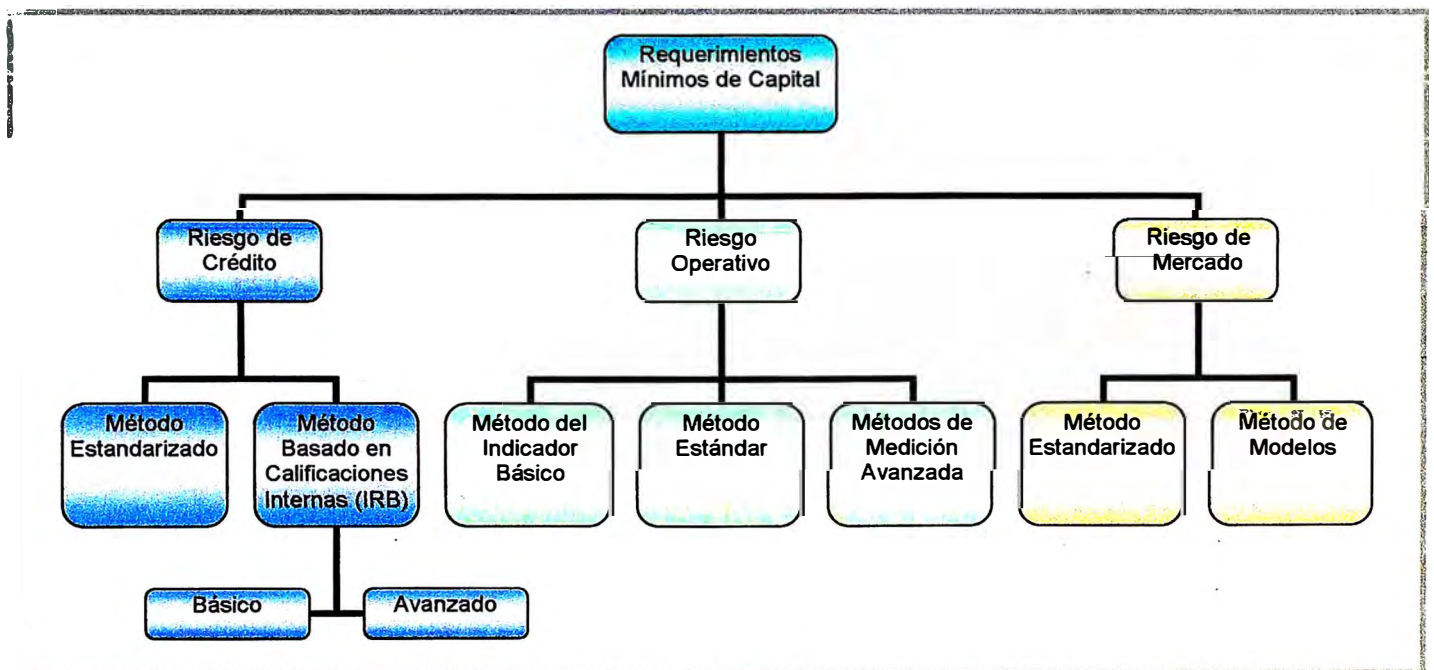 Requerimientos
Mínimos de Capital
Riesgo de
Crédito
Riesgo
Operativo
Riesgo de
Mercado
Método
Estandarizado
Método
Basado en
Calificaciones
Internas (IRB)
Método del
Indicador
Básico
Método
Estándar
Métodos de
Medición
Avanzada
Método
Estandarizado
Método de
Modelos
Básico
Avanzado